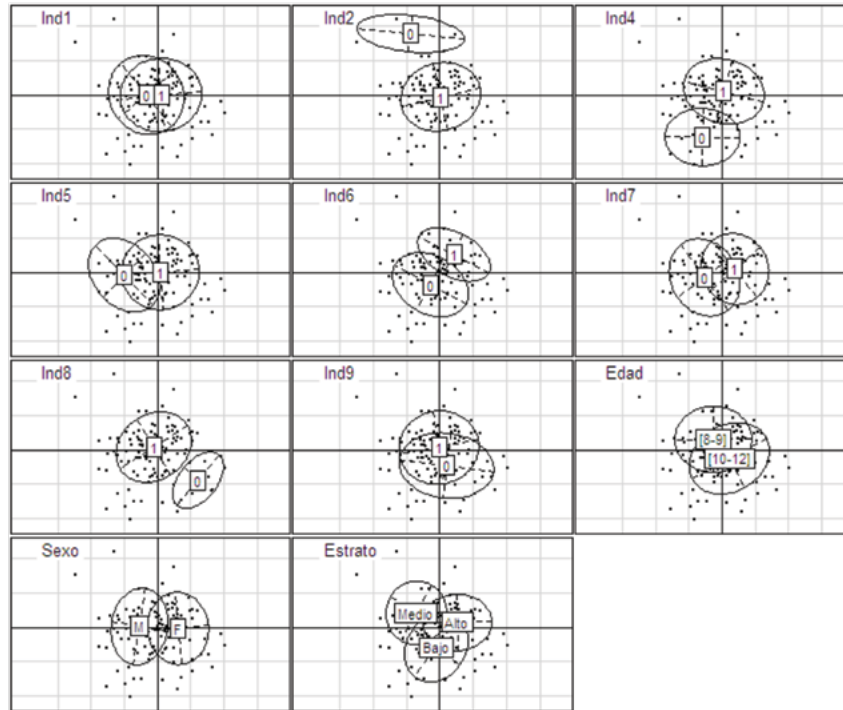 Ind1
0 1
Ind2
0
1
Ind4
1
0
Ind5
0 1
Ind6
1
0
Ind7
0 1
Ind8
1
0
Ind9
1
0
Edad
[8-9]
[10-12]
Sexo
M F
Estrato
Medio Alto
Bajo